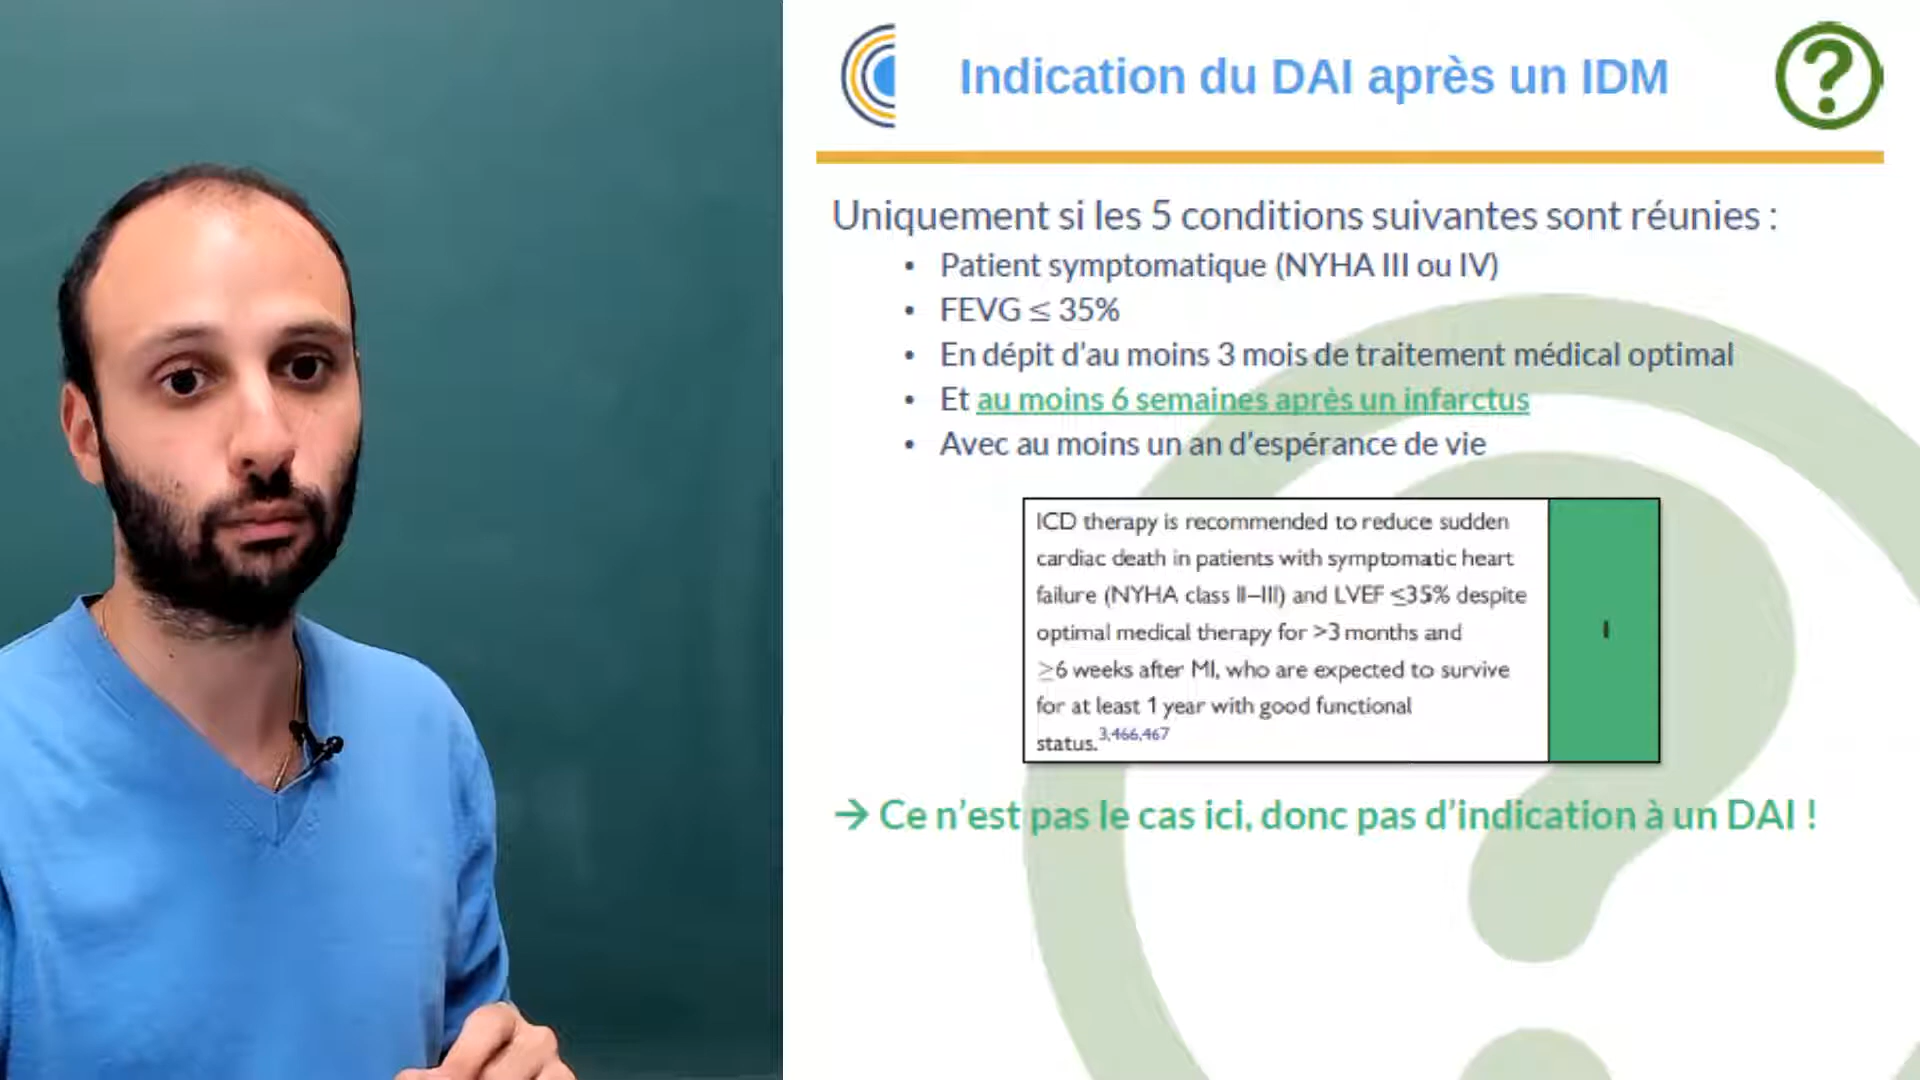 Indication du DAI après un IDM
Uniquement si les 5 conditions suivantes sont réunies :
• Patient symptomatique (NYHA III ou IV)
• FEVG ≤ 35%
• En dépit d'au moins 3 mois de traitement médical optimal
• Et au moins 6 semaines après un infarctus
• Avec au moins un an d'espérance de vie
ICD therapy is recommended to reduce sudden
cardiac death in patients with symptomatic heart
failure (NYHA class II–III) and LVEF ≤35% despite
optimal medical therapy for >3 months and
≥6 weeks after MI, who are expected to survive
for at least 1 year with good functional
status.3,466,467
I
→ Ce n'est pas le cas ici, donc pas d'indication à un DAI !